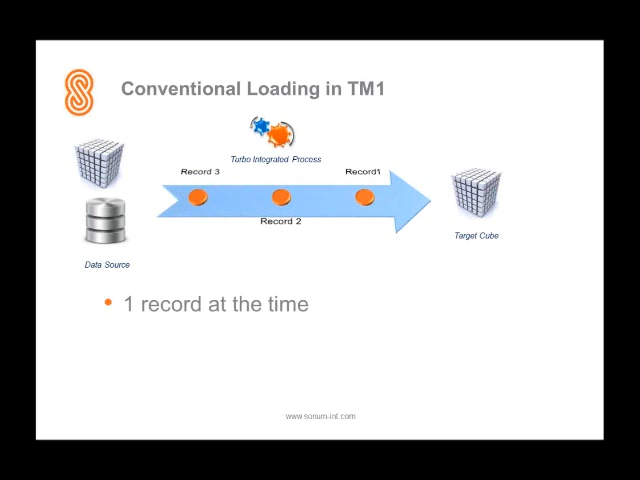 Conventional Loading in TM1
Turbo Integrated Process
Record 3
Record1
Record 2
Data Source
Target Cube
• 1 record at the time
www.sonum-int.com